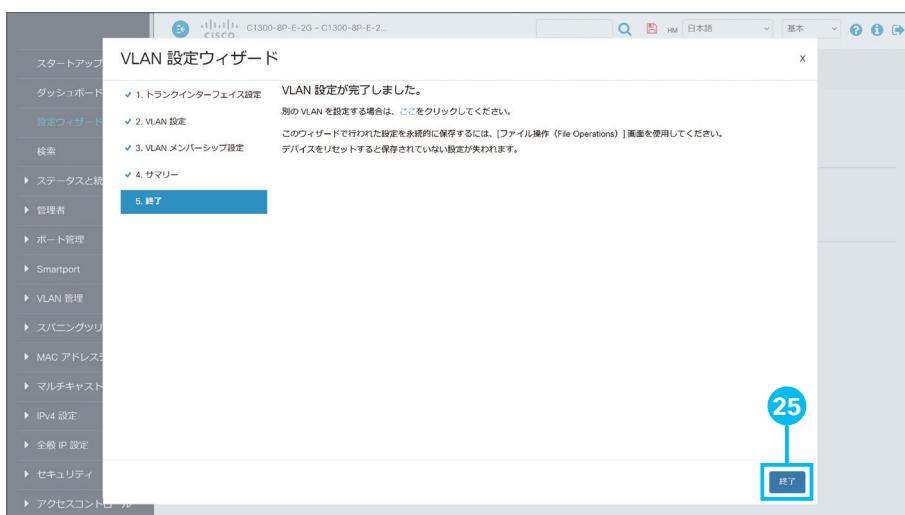 CISCO
C1300-8P-E-2G - C1300-8P-E-2...
HM
日本語
基本
スタートアップ
ダッシュボード
設定ウィザード
検索
ステータスと統
管理者
ポート管理
Smartport
VLAN 管理
スパニングツリ
MAC アドレス
マルチキャスト
IPv4 設定
全般 IP 設定
セキュリティ
アクセスコントロール
VLAN 設定ウィザード
x
✔ 1. トランクインターフェイス設定
✔ 2. VLAN 設定
✔ 3. VLAN メンバーシップ設定
✔ 4. サマリー
5. 終了
VLAN 設定が完了しました。
別の VLAN を設定する場合は、ここをクリックしてください。
このウィザードで行われた設定を永続的に保存するには、[ファイル操作（File Operations）] 画面を使用してください。
デバイスをリセットすると保存されていない設定が失われます。
25
終了